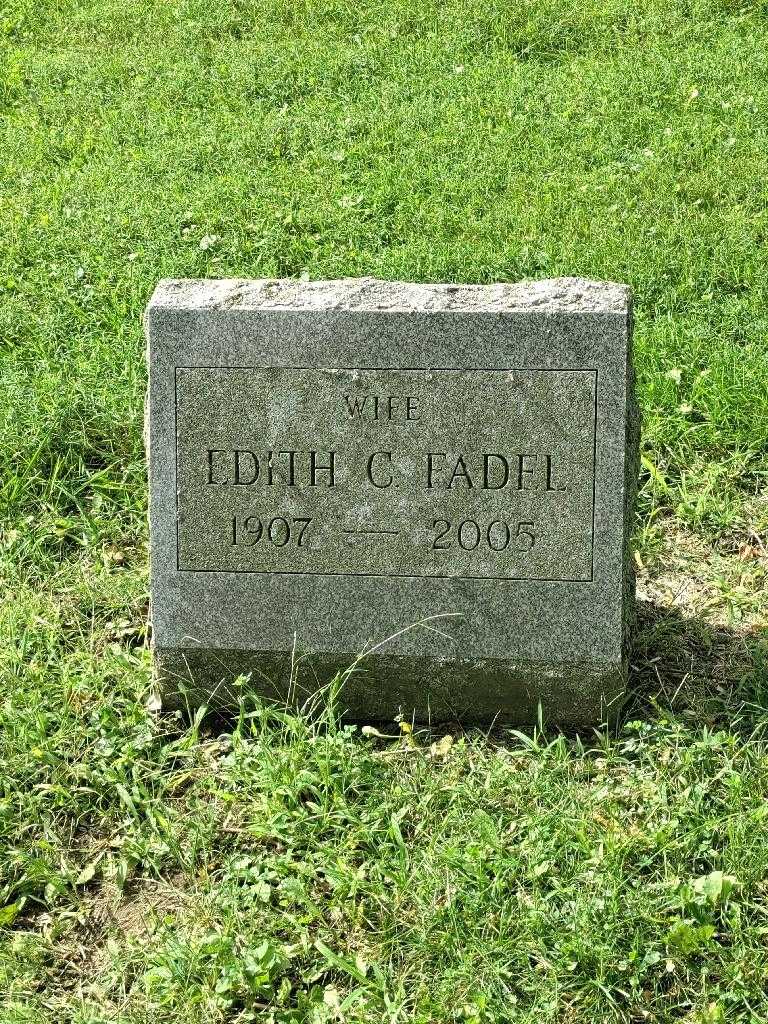 WIFE
EDITH C. FADEL
1907 — 2005